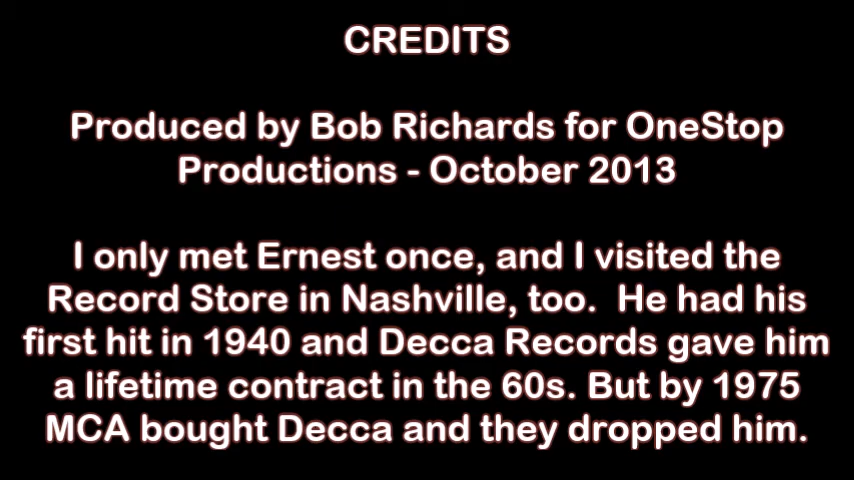 CREDITS
Produced by Bob Richards for OneStop
Productions - October 2013
I only met Ernest once, and I visited the
Record Store in Nashville, too.  He had his
first hit in 1940 and Decca Records gave him
a lifetime contract in the 60s. But by 1975
MCA bought Decca and they dropped him.